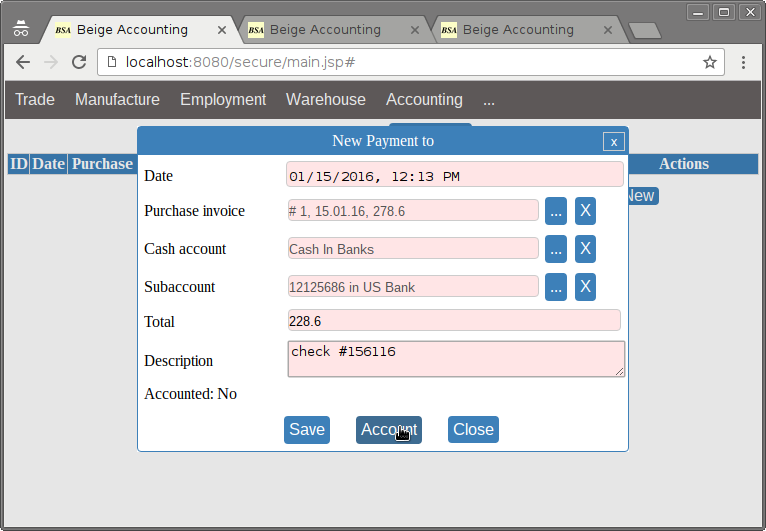 BSA Beige Accounting
BSA Beige Accounting
BSA Beige Accounting
localhost:8080/secure/main.jsp#
Trade Manufacture Employment Warehouse Accounting ...
New Payment to x
ID Date Purchase Actions
Date 01/15/2016, 12:13 PM
New
Purchase invoice # 1, 15.01.16, 278.6 ... X
Cash account Cash In Banks ... X
Subaccount 12125686 in US Bank ... X
Total 228.6
Description check #156116
Accounted: No
Save Account Close